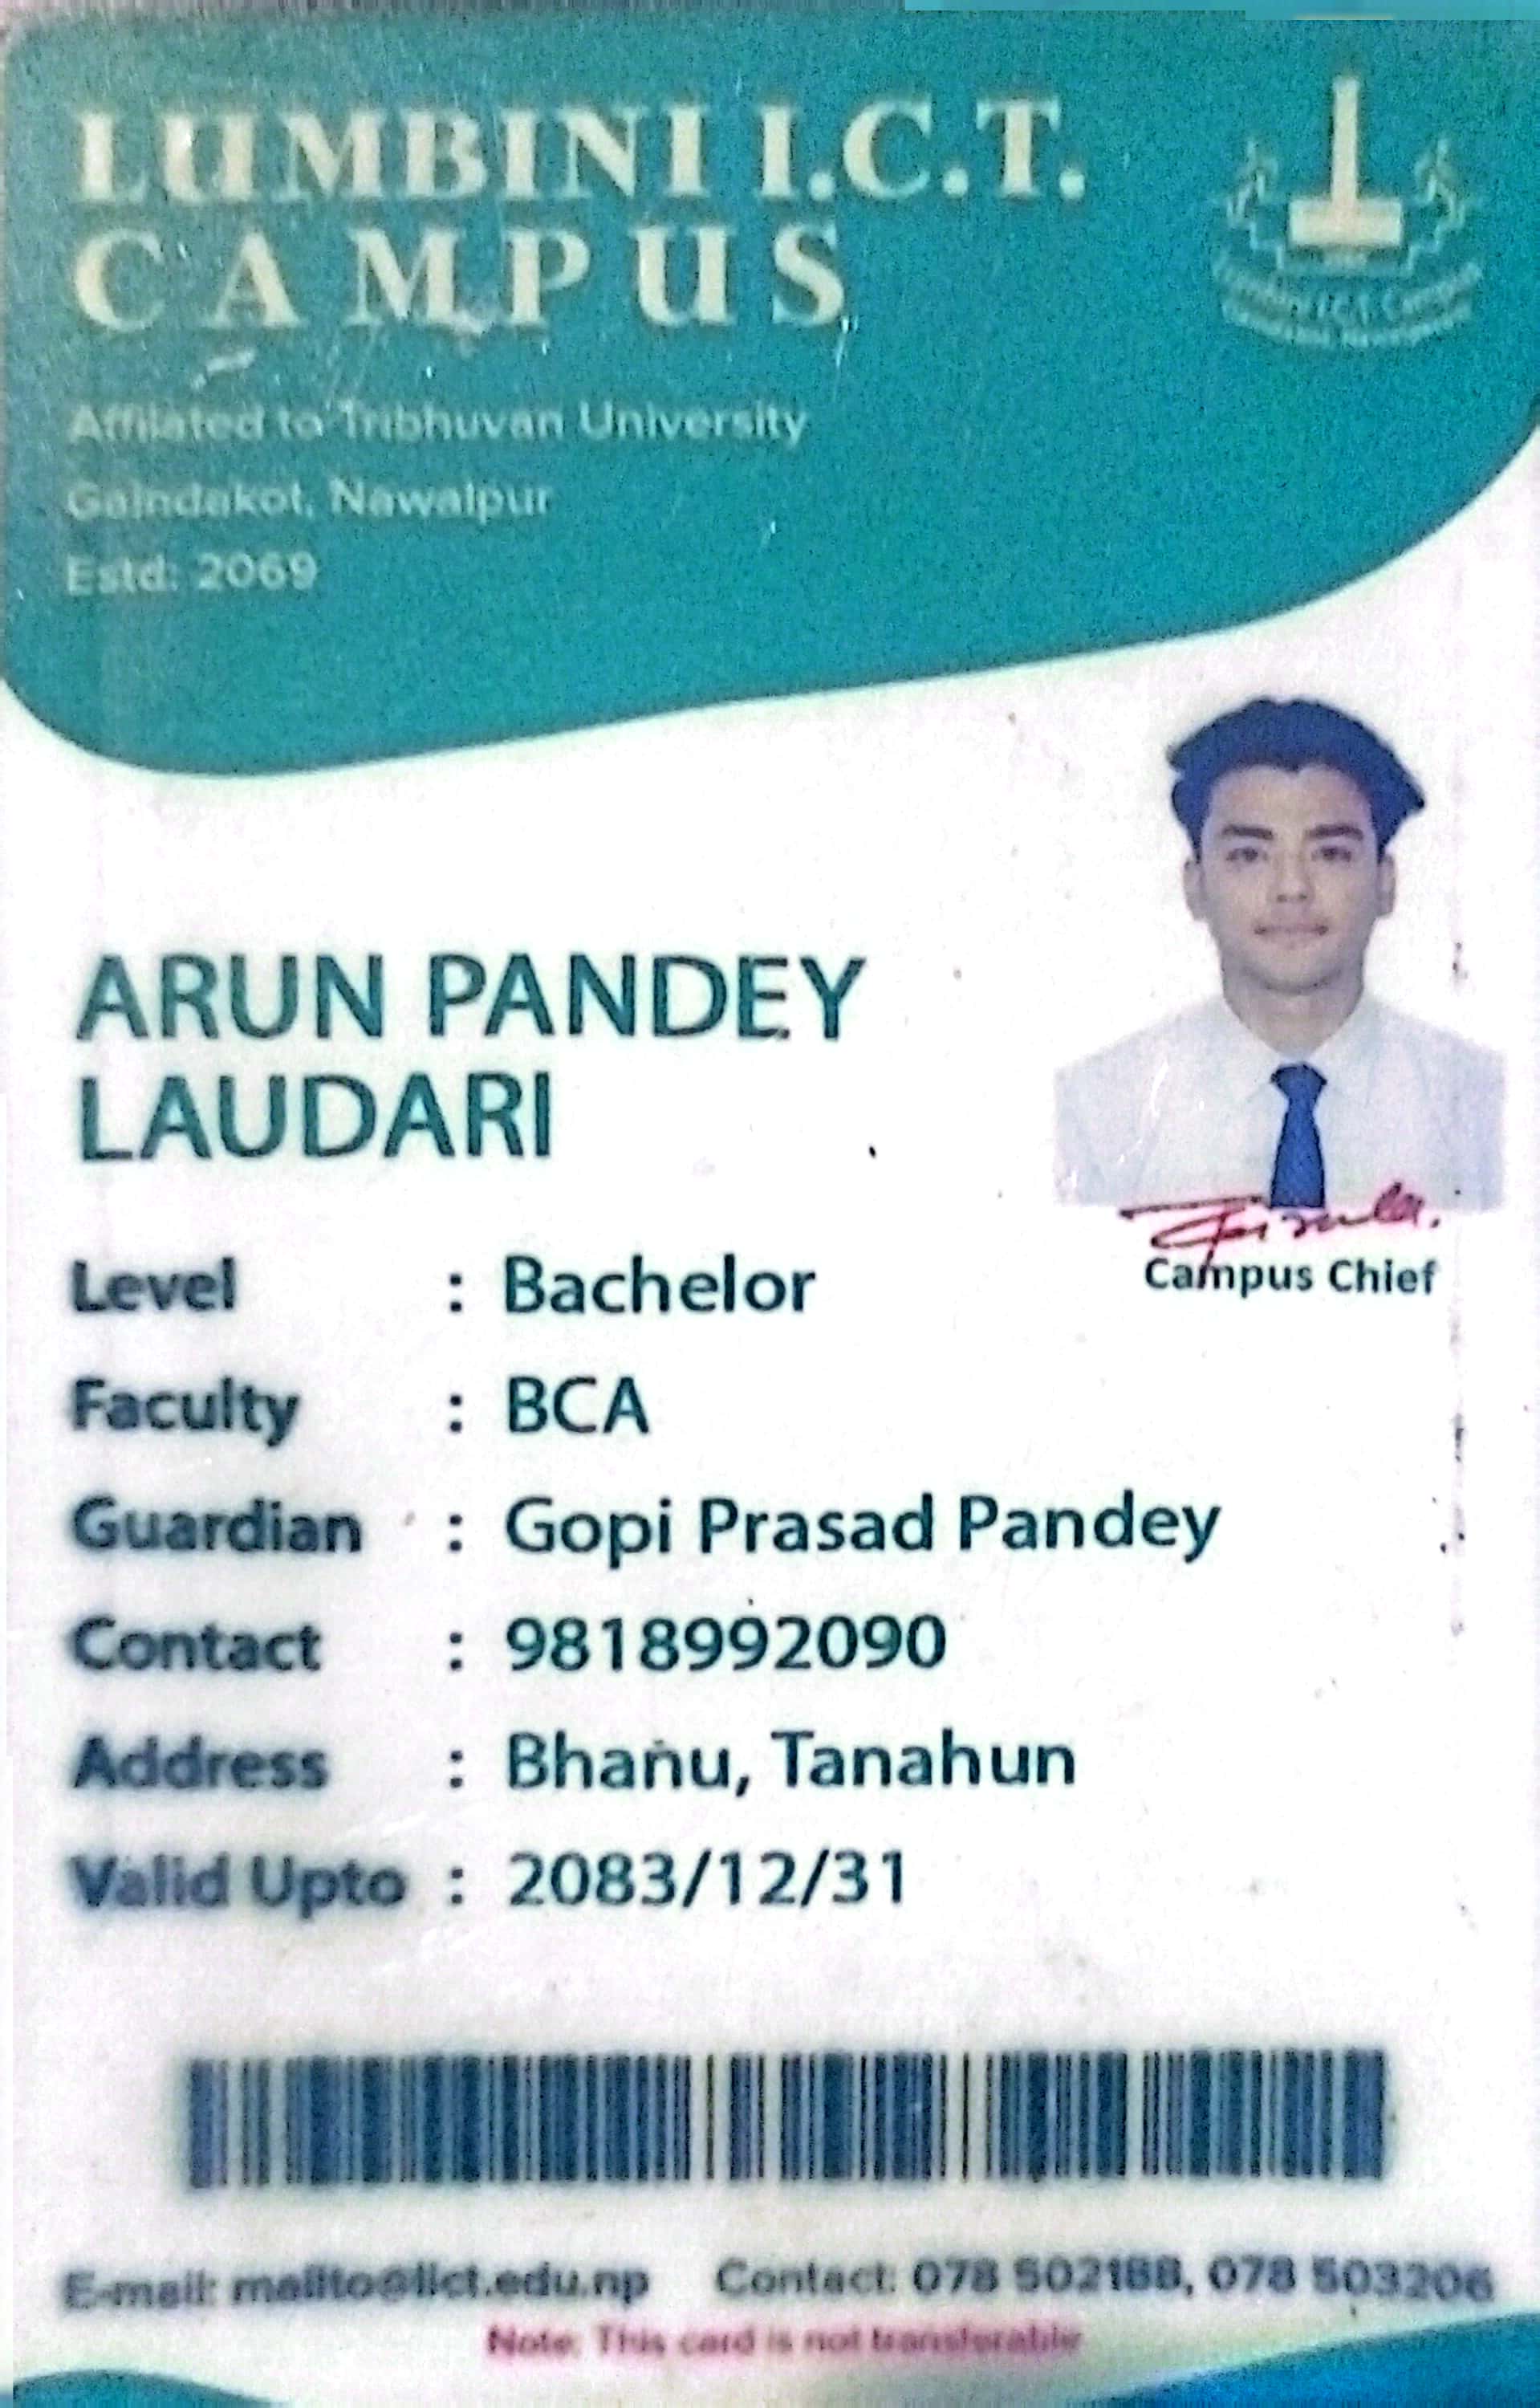 LUMBINI I.C.T.
CAMPUS
Affiliated to Tribhuvan University
Gaindakot, Nawalpur
Estd: 2069
Lumbini I.C.T. Campus
Gaindakot, Nawalpur
ARUN PANDEY
LAUDARI
Campus Chief
Level : Bachelor
Faculty : BCA
Guardian : Gopi Prasad Pandey
Contact : 9818992090
Address : Bhanu, Tanahun
Valid Upto : 2083/12/31
E-mail: mailto@lict.edu.np Contact: 078 502188, 078 503206
Note: This card is not transferable